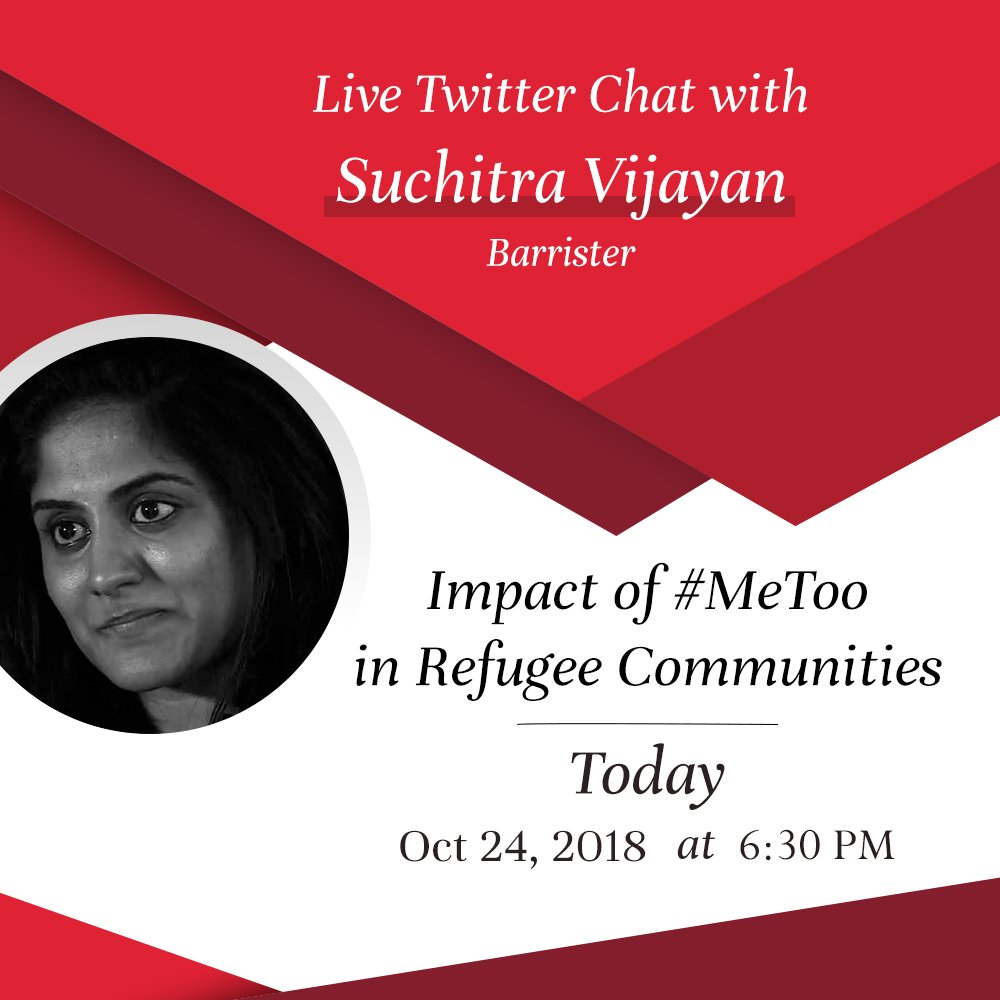 Live Twitter Chat with
Suchitra Vijayan
Barrister
Impact of #MeToo
in Refugee Communities
Today
Oct 24, 2018 at 6:30 PM